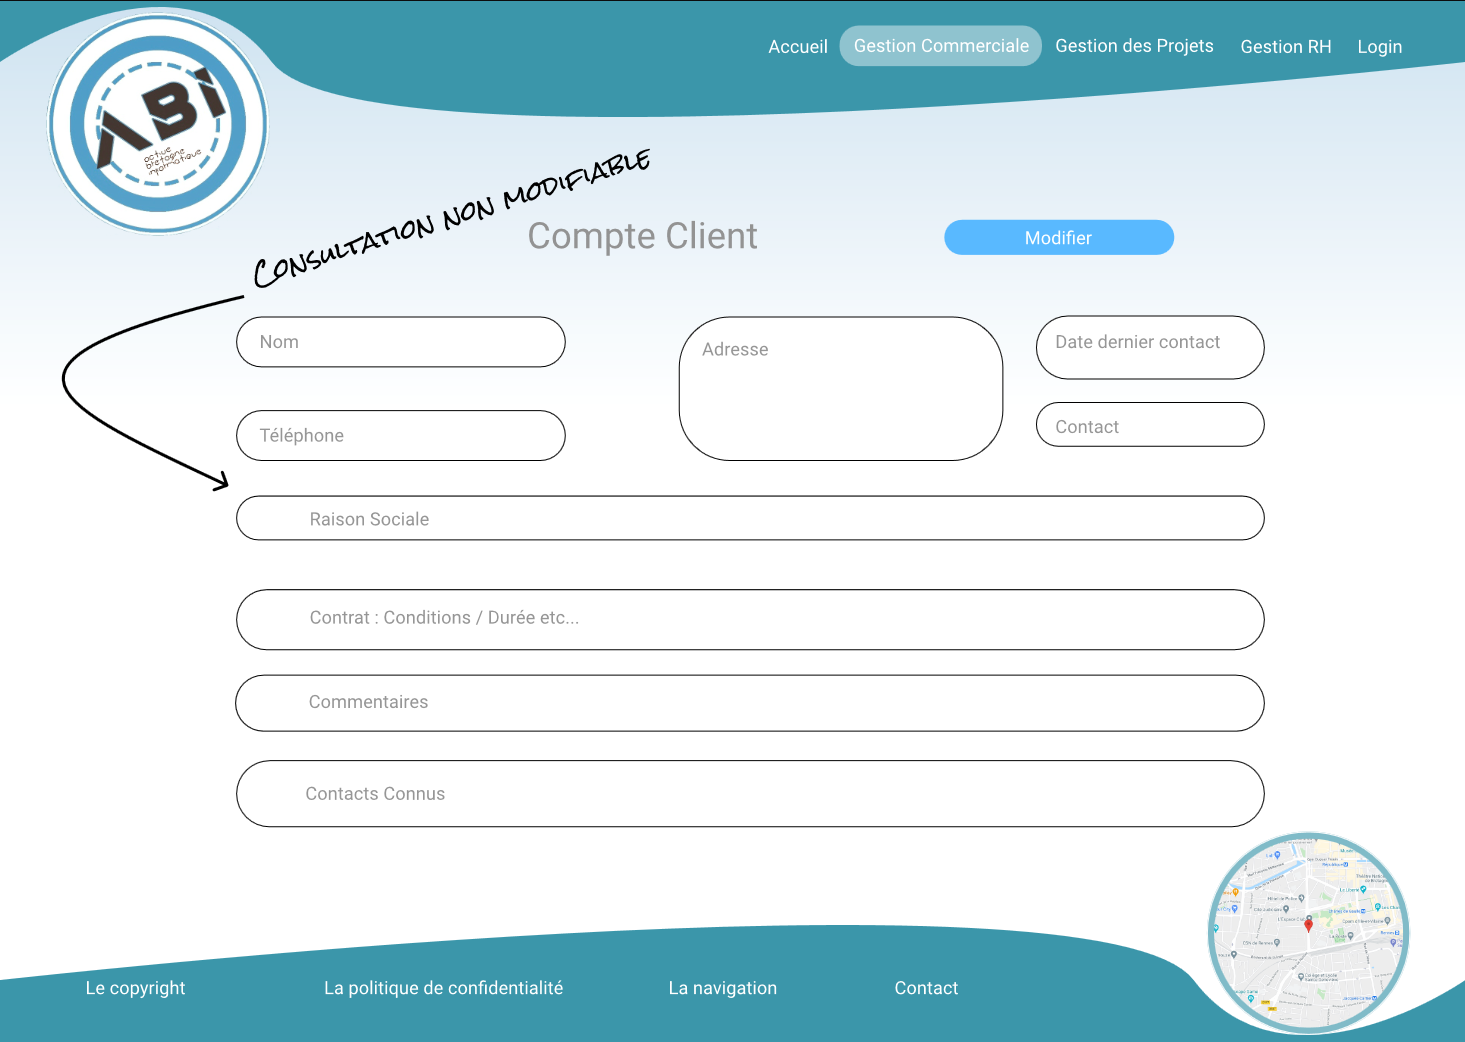 Accueil
Gestion Commerciale
Gestion des Projets
Gestion RH
Login
ABi
active
bretagne
informatique
Consultation non modifiable
Compte Client
Modifier
Nom
Adresse
Date dernier contact
Téléphone
Contact
Raison Sociale
Contrat : Conditions / Durée etc...
Commentaires
Contacts Connus
Le copyright
La politique de confidentialité
La navigation
Contact